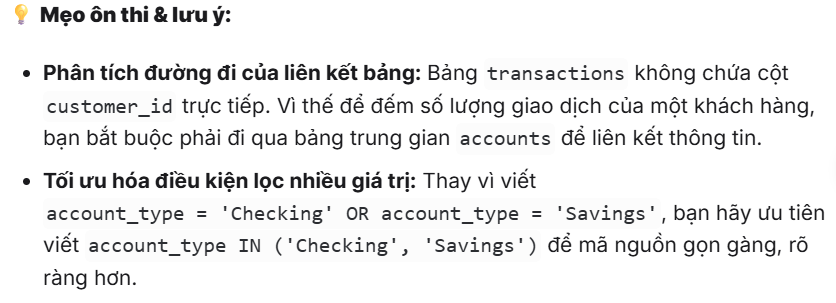 💡 Mẹo ôn thi & lưu ý:
• Phân tích đường đi của liên kết bảng: Bảng transactions không chứa cột
customer_id trực tiếp. Vì thế để đếm số lượng giao dịch của một khách hàng,
bạn bắt buộc phải đi qua bảng trung gian accounts để liên kết thông tin.
• Tối ưu hóa điều kiện lọc nhiều giá trị: Thay vì viết
account_type = 'Checking' OR account_type = 'Savings', bạn hãy ưu tiên
viết account_type IN ('Checking', 'Savings') để mã nguồn gọn gàng, rõ
ràng hơn.